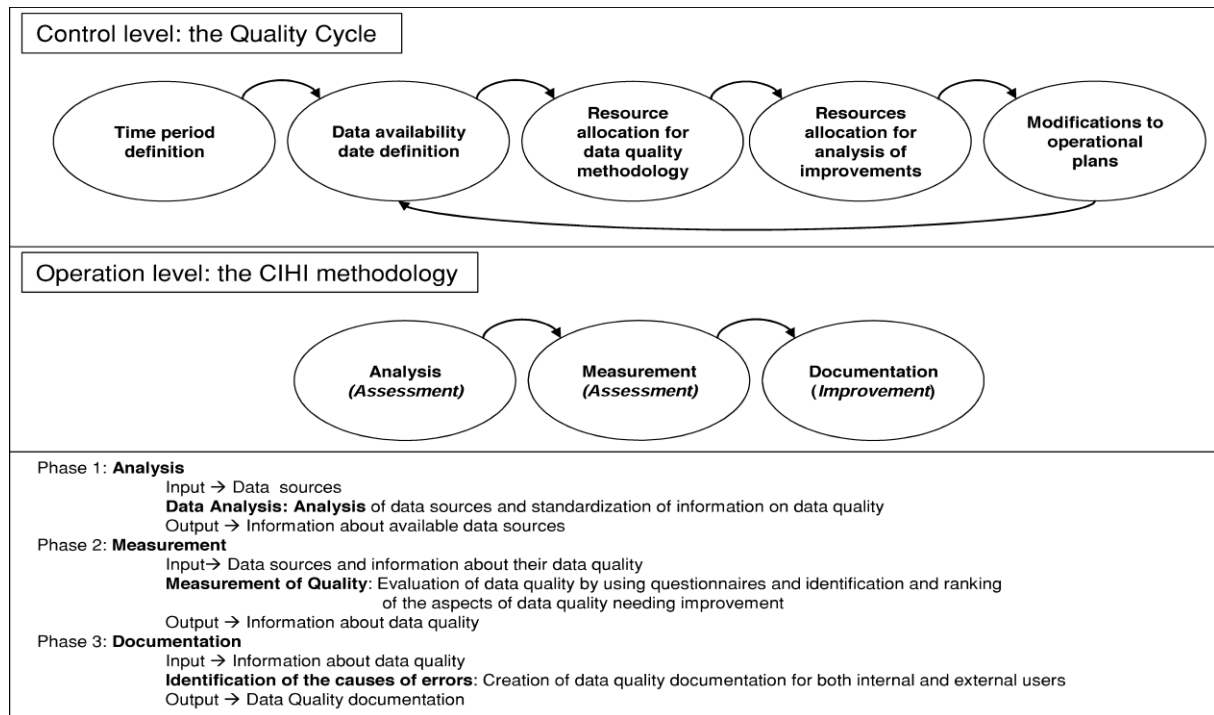 Control level: the Quality Cycle
Time period
definition
Data availability
date definition
Resource
allocation for
data quality
methodology
Resources
allocation for
analysis of
improvements
Modifications to
operational
plans
Operation level: the CIHI methodology
Analysis
(Assessment)
Measurement
(Assessment)
Documentation
(Improvement)
Phase 1: Analysis
Input → Data sources
Data Analysis: Analysis of data sources and standardization of information on data quality
Output → Information about available data sources
Phase 2: Measurement
Input→ Data sources and information about their data quality
Measurement of Quality: Evaluation of data quality by using questionnaires and identification and ranking
of the aspects of data quality needing improvement
Output → Information about data quality
Phase 3: Documentation
Input → Information about data quality
Identification of the causes of errors: Creation of data quality documentation for both internal and external users
Output → Data Quality documentation